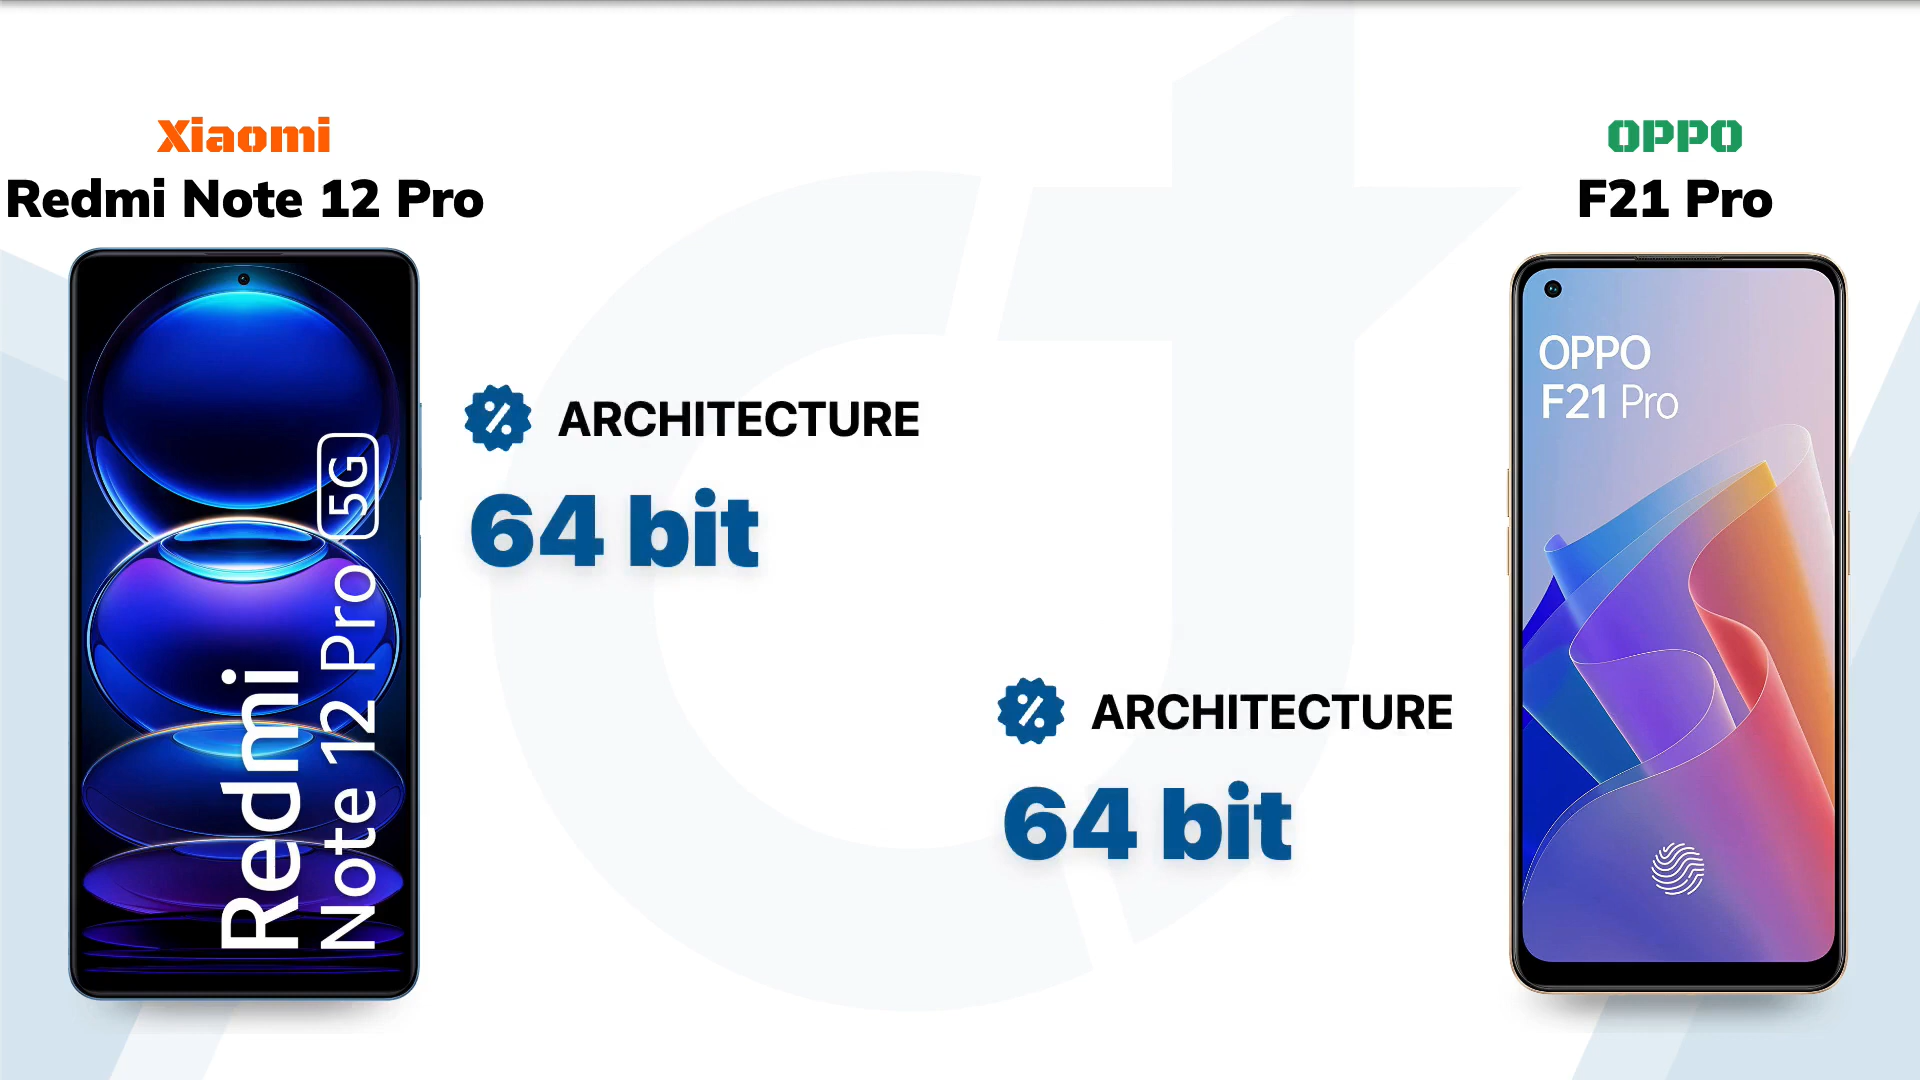 Xiaomi
Redmi Note 12 Pro
Redmi
Note 12 Pro 5G
ARCHITECTURE
64 bit
OPPO
F21 Pro
OPPO
F21 Pro
ARCHITECTURE
64 bit